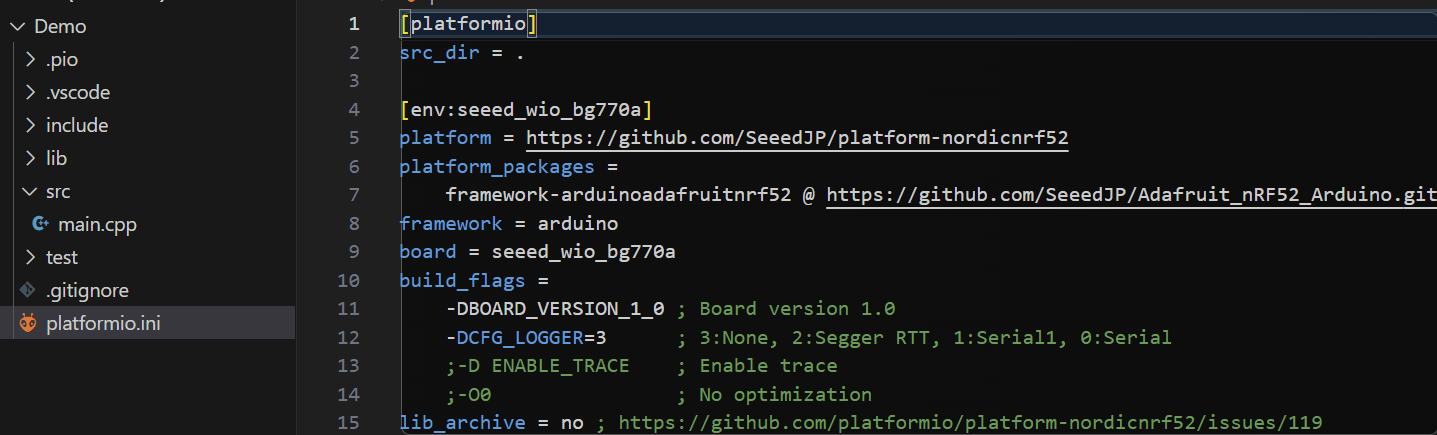 Demo
.pio
.vscode
include
lib
src
main.cpp
test
.gitignore
platformio.ini
1 [platformio]
2 src_dir = .
3
4 [env:seeed_wio_bg770a]
5 platform = https://github.com/SeeedJP/platform-nordicnrf52
6 platform_packages =
7 framework-arduinoadafruitnrf52 @ https://github.com/SeeedJP/Adafruit_nRF52_Arduino.git
8 framework = arduino
9 board = seeed_wio_bg770a
10 build_flags =
11 -DBOARD_VERSION_1_0 ; Board version 1.0
12 -DCFG_LOGGER=3 ; 3:None, 2:Segger RTT, 1:Serial1, 0:Serial
13 ;-D ENABLE_TRACE ; Enable trace
14 ;-O0 ; No optimization
15 lib_archive = no ; https://github.com/platformio/platform-nordicnrf52/issues/119